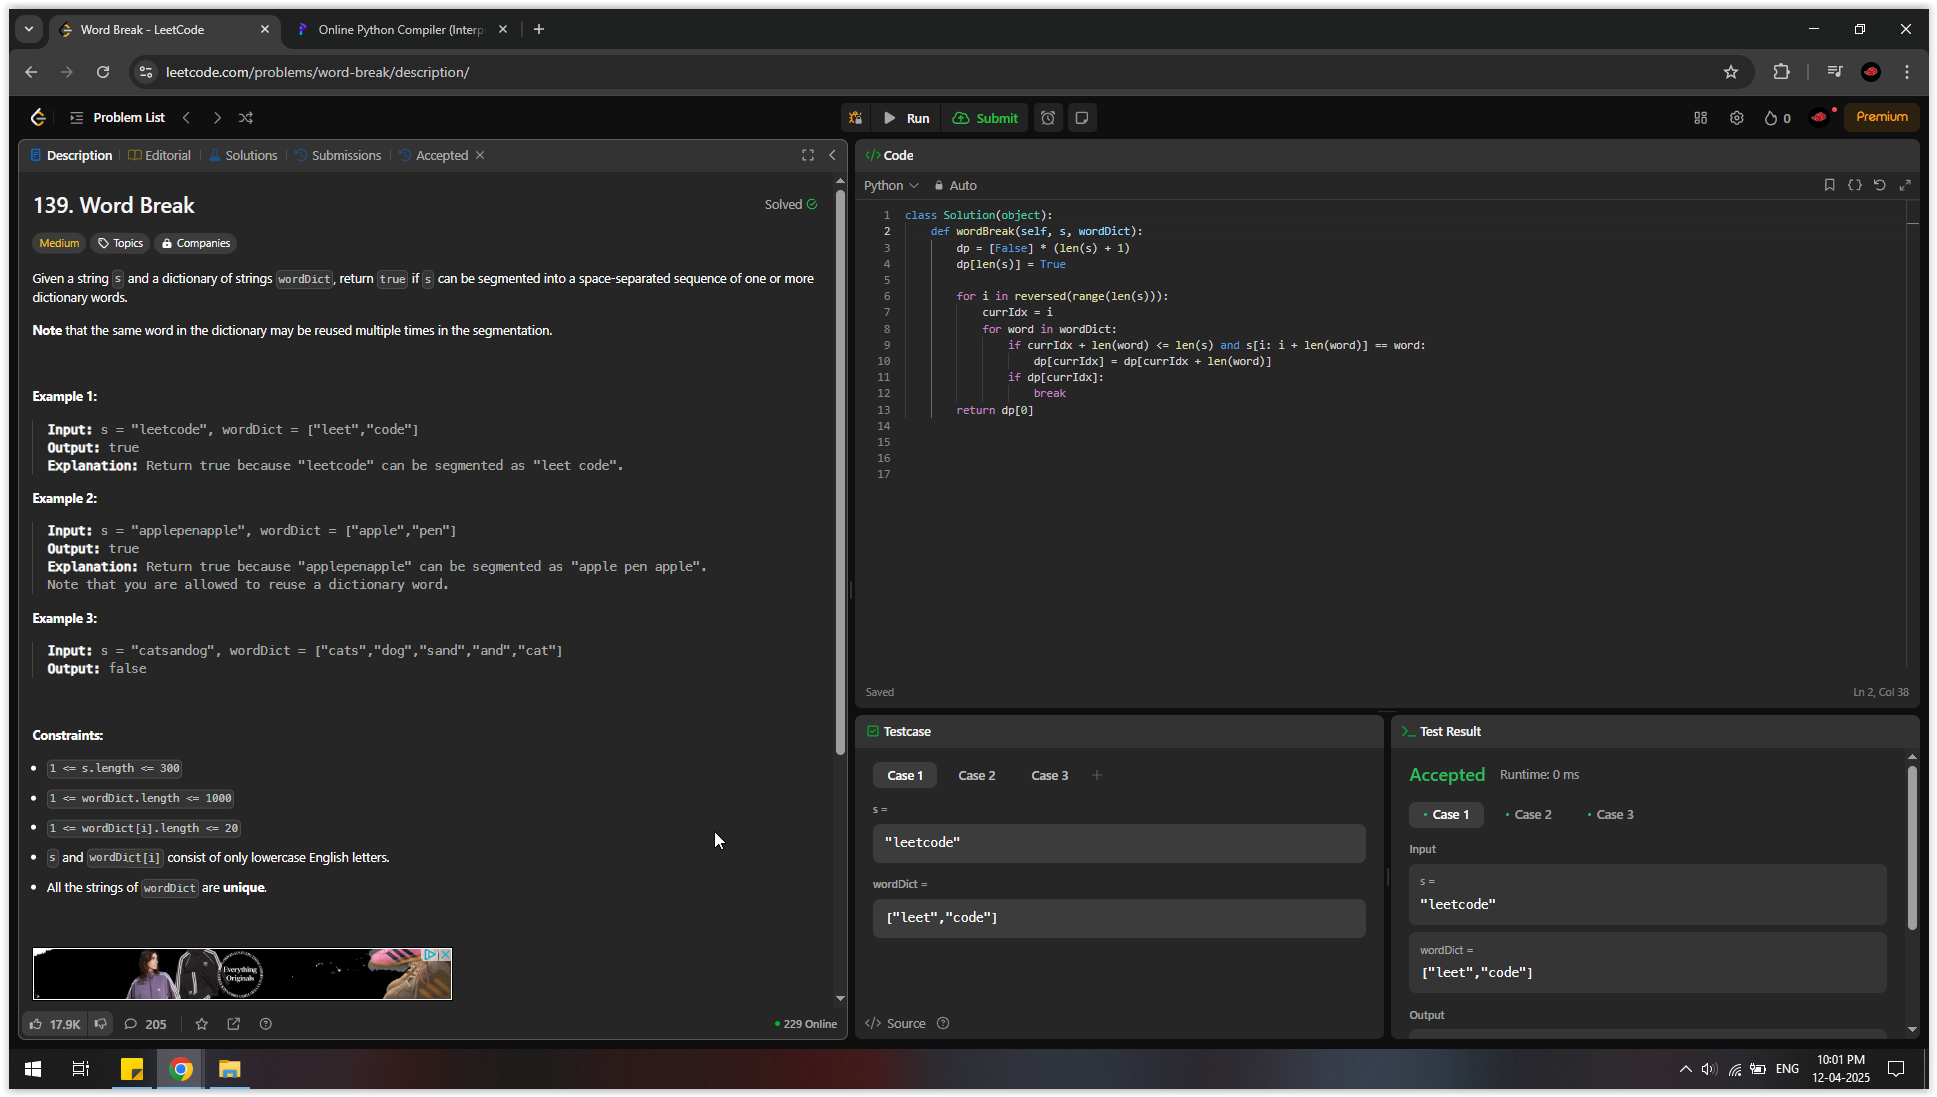 Word Break - LeetCode
Online Python Compiler (Interp
leetcode.com/problems/word-break/description/
Problem List
Run
Submit
0
Premium
Description
Editorial
Solutions
Submissions
Accepted
139. Word Break
Solved
Medium
Topics
Companies
Given a string s and a dictionary of strings wordDict, return true if s can be segmented into a space-separated sequence of one or more
dictionary words.
Note that the same word in the dictionary may be reused multiple times in the segmentation.
Example 1:
Input: s = "leetcode", wordDict = ["leet","code"]
Output: true
Explanation: Return true because "leetcode" can be segmented as "leet code".
Example 2:
Input: s = "applepenapple", wordDict = ["apple","pen"]
Output: true
Explanation: Return true because "applepenapple" can be segmented as "apple pen apple".
Note that you are allowed to reuse a dictionary word.
Example 3:
Input: s = "catsandog", wordDict = ["cats","dog","sand","and","cat"]
Output: false
Constraints:
1 <= s.length <= 300
1 <= wordDict.length <= 1000
1 <= wordDict[i].length <= 20
s and wordDict[i] consist of only lowercase English letters.
All the strings of wordDict are unique.
Everything
Originals
17.9K
205
229 Online
</> Code
Python
Auto
1 class Solution(object):
2     def wordBreak(self, s, wordDict):
3         dp = [False] * (len(s) + 1)
4         dp[len(s)] = True
5
6         for i in reversed(range(len(s))):
7             currIdx = i
8             for word in wordDict:
9                 if currIdx + len(word) <= len(s) and s[i: i + len(word)] == word:
10                     dp[currIdx] = dp[currIdx + len(word)]
11                 if dp[currIdx]:
12                     break
13         return dp[0]
14
15
16
17
Saved
Ln 2, Col 38
Testcase
Case 1
Case 2
Case 3
s =
"leetcode"
wordDict =
["leet","code"]
</> Source
Test Result
Accepted
Runtime: 0 ms
Case 1
Case 2
Case 3
Input
s =
"leetcode"
wordDict =
["leet","code"]
Output
ENG
10:01 PM
12-04-2025